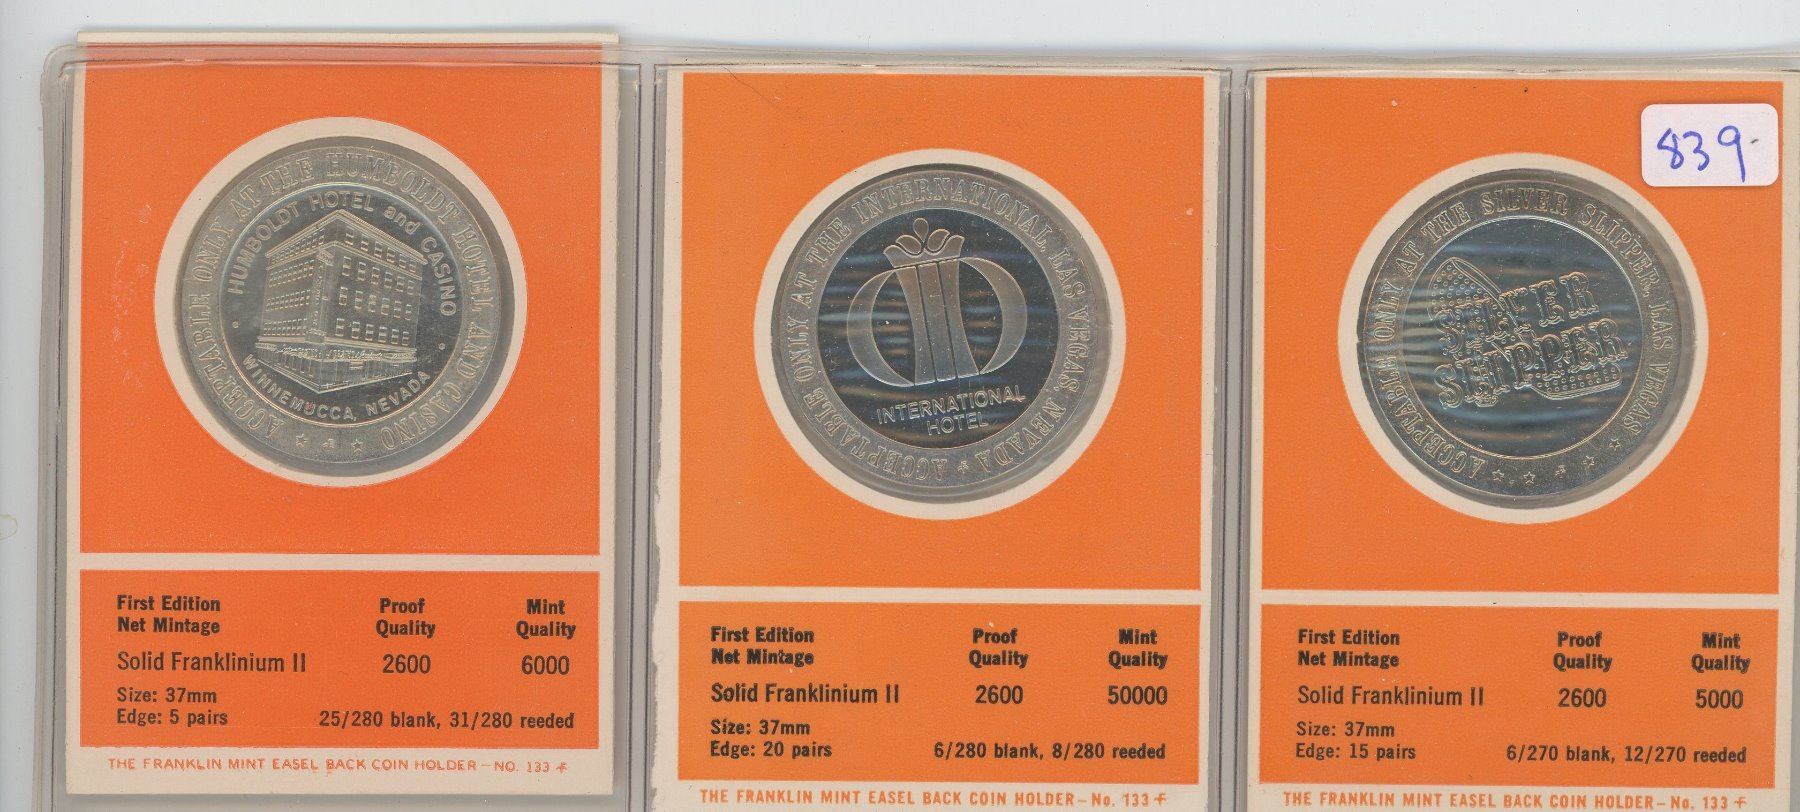 839
ACCEPTABLE ONLY AT THE HUMBOLDT HOTEL AND CASINO
HUMBOLDT HOTEL and CASINO
WINNEMUCCA, NEVADA
First Edition Proof Mint
Net Mintage Quality Quality
Solid Franklinium II 2600 6000
Size: 37mm
Edge: 5 pairs 25/280 blank, 31/280 reeded
THE FRANKLIN MINT EASEL BACK COIN HOLDER – NO. 133
ACCEPTABLE ONLY AT THE INTERNATIONAL, LAS VEGAS, NEVADA
INTERNATIONAL
HOTEL
First Edition Proof Mint
Net Mintage Quality Quality
Solid Franklinium II 2600 50000
Size: 37mm
Edge: 20 pairs 6/280 blank, 8/280 reeded
THE FRANKLIN MINT EASEL BACK COIN HOLDER – No. 133
ACCEPTABLE ONLY AT THE SILVER SLIPPER, LAS VEGAS
SILVER
SLIPPER
First Edition Proof Mint
Net Mintage Quality Quality
Solid Franklinium II 2600 5000
Size: 37mm
Edge: 15 pairs 6/270 blank, 12/270 reeded
THE FRANKLIN MINT EASEL BACK COIN HOLDER – No. 133